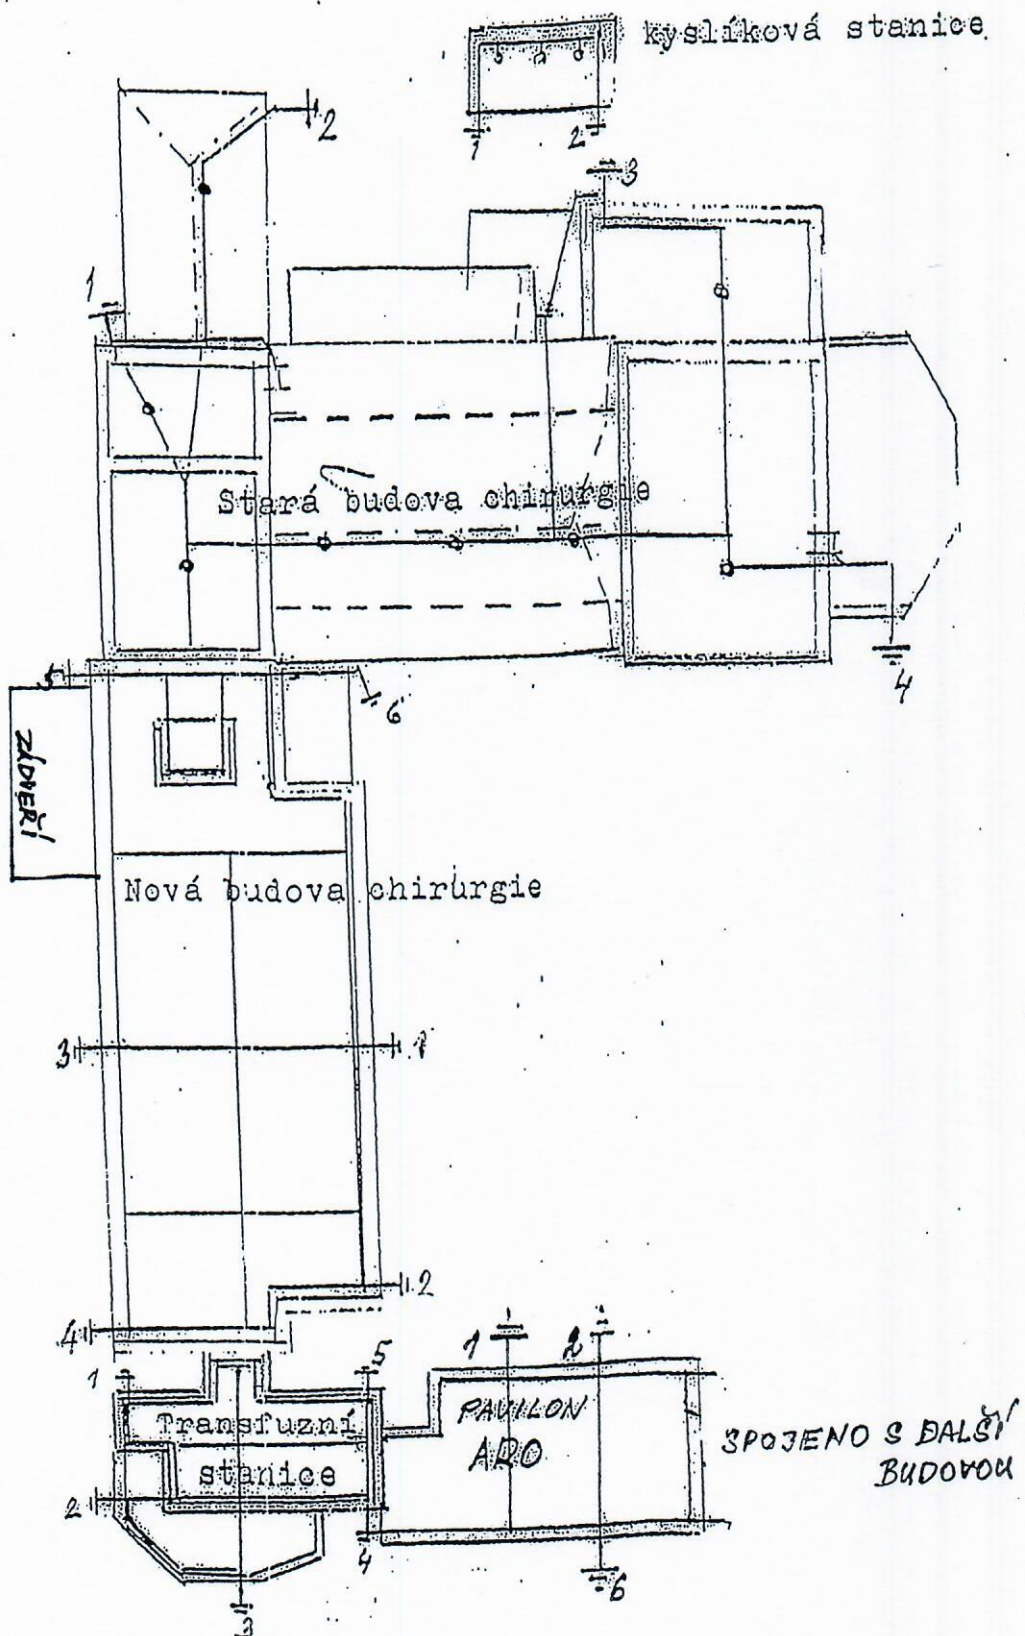 kyslíková stanice
1
2
2
3
1
Stará budova chirurgie
4
5
6
ZÁDVEŘÍ
Nová budova chirurgie
3
1
2
4
1
5
1
2
Transfuzní
stanice
PAVILON
ARO
SPOJENO S DALŠÍ
BUDOVOU
2
4
6
3